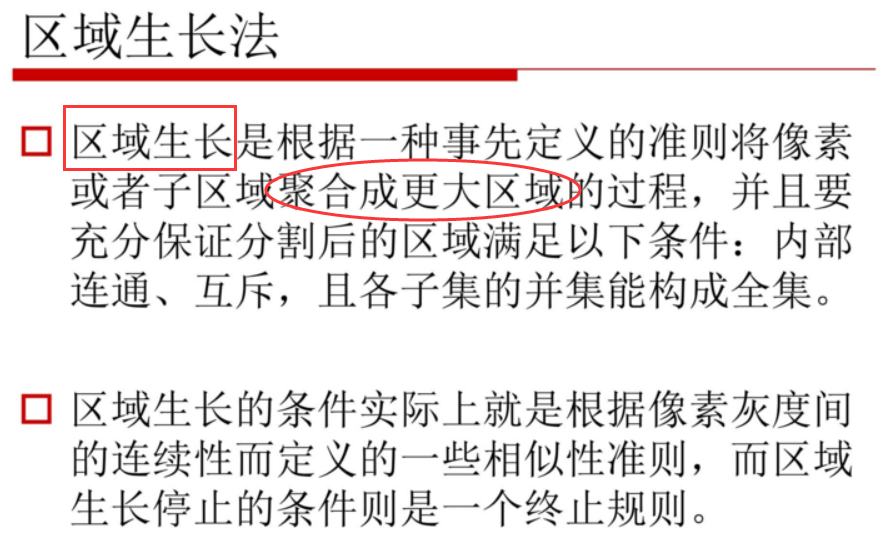 区域生长法
区域生长是根据一种事先定义的准则将像素
或者子区域聚合成更大区域的过程，并且要
充分保证分割后的区域满足以下条件：内部
连通、互斥，且各子集的并集能构成全集。
区域生长的条件实际上就是根据像素灰度间
的连续性而定义的一些相似性准则，而区域
生长停止的条件则是一个终止规则。